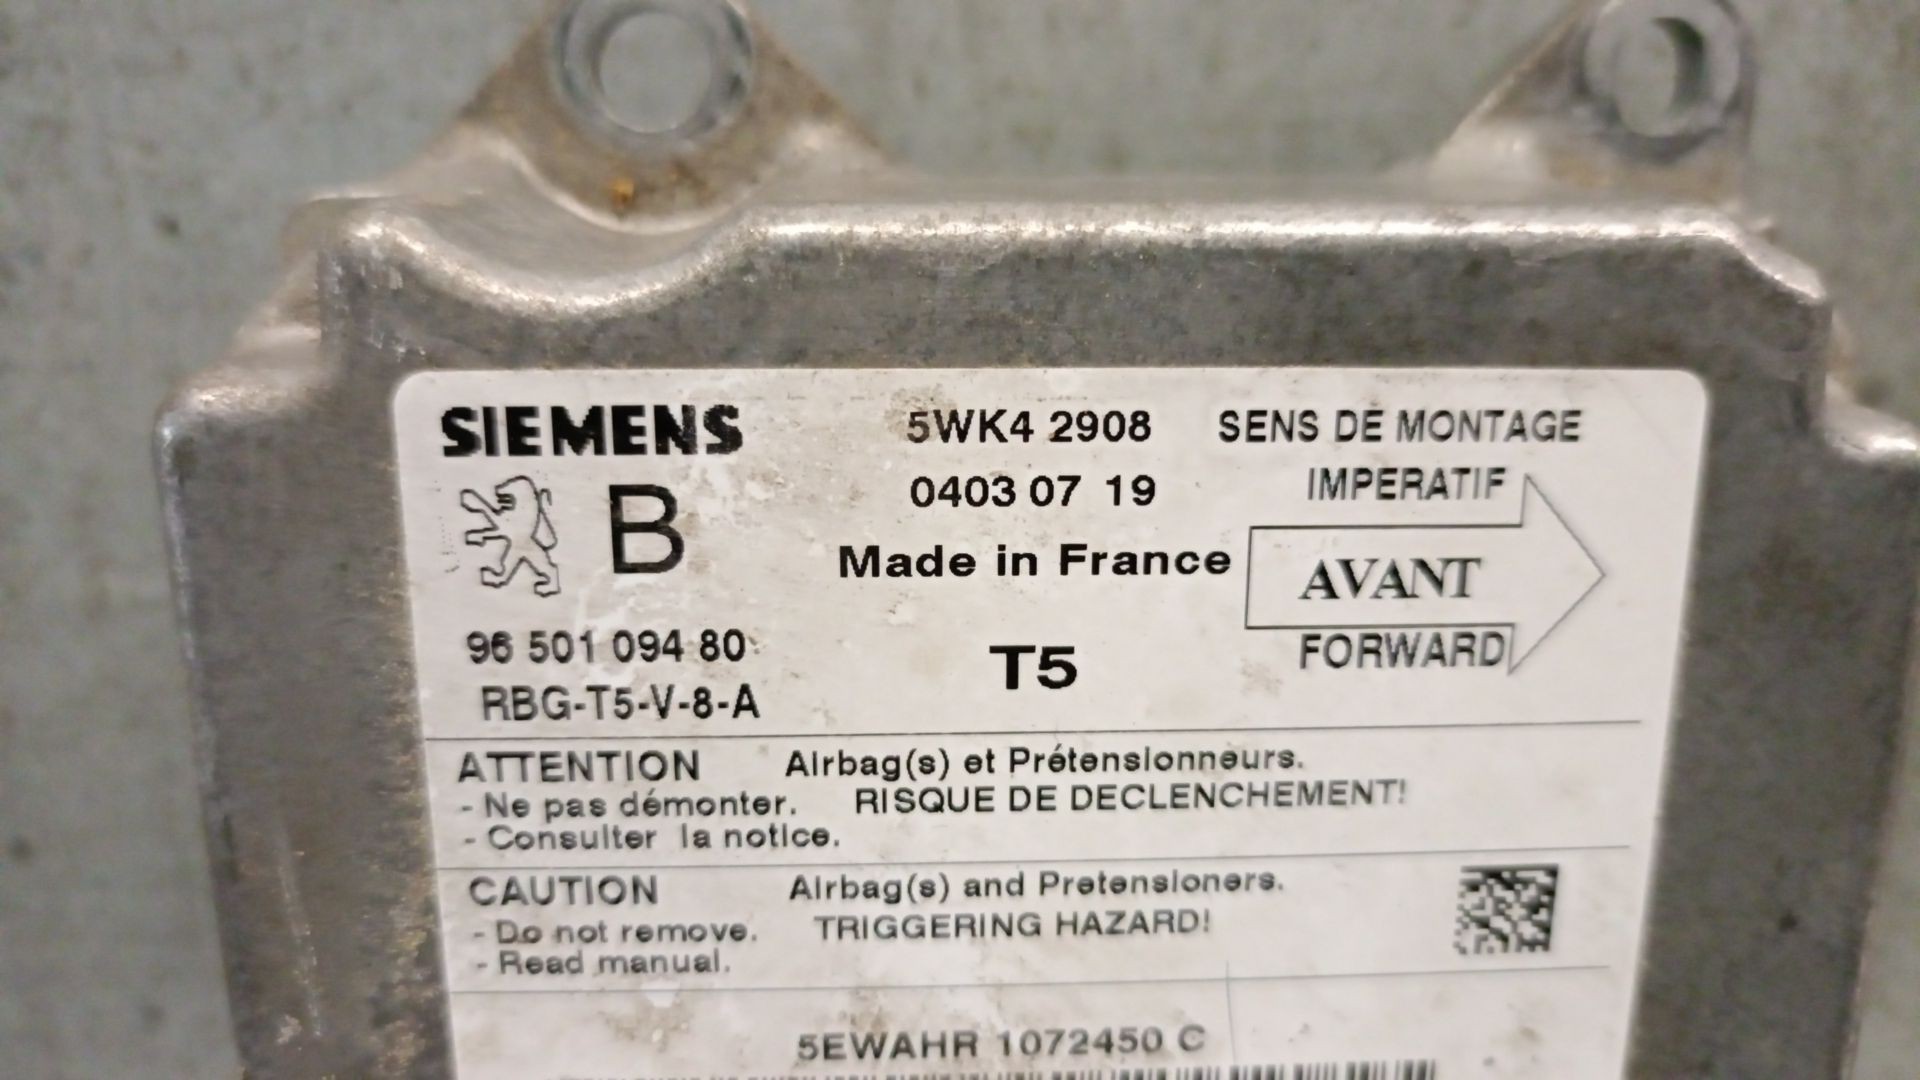 SIEMENS
5WK4 2908
SENS DE MONTAGE
IMPERATIF
B
0403 07 19
Made in France
AVANT
FORWARD
96 501 094 80
RBG-T5-V-8-A
T5
ATTENTION Airbag(s) et Prétensionneurs.
- Ne pas démonter. RISQUE DE DECLENCHEMENT!
- Consulter la notice.
CAUTION Airbag(s) and Pretensioners.
- Do not remove. TRIGGERING HAZARD!
- Read manual.
5EWAHR 1072450 C